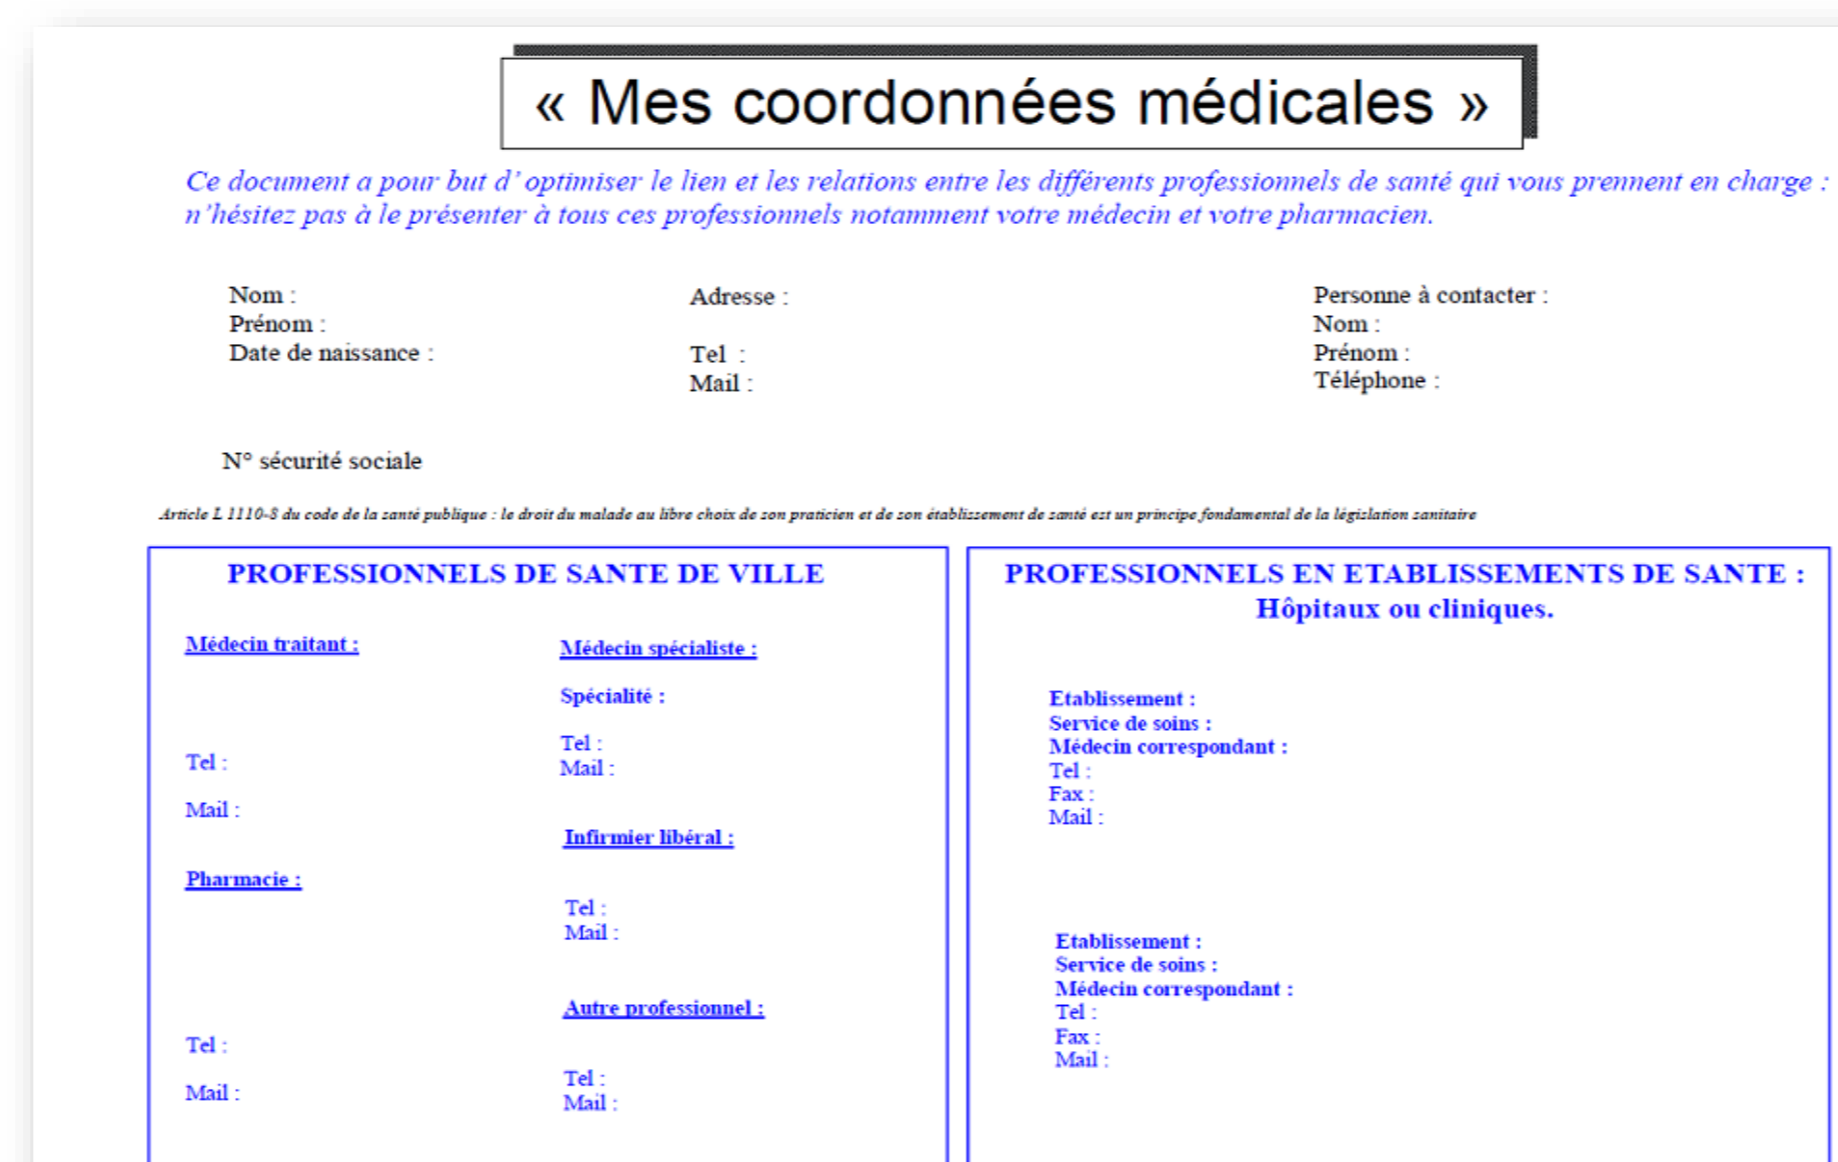 « Mes coordonnées médicales »
Ce document a pour but d’ optimiser le lien et les relations entre les différents professionnels de santé qui vous prennent en charge :
n’hésitez pas à le présenter à tous ces professionnels notamment votre médecin et votre pharmacien.
Nom :
Prénom :
Date de naissance :
Adresse :
Tel :
Mail :
Personne à contacter :
Nom :
Prénom :
Téléphone :
N° sécurité sociale
Article L 1110-8 du code de la santé publique : le droit du malade au libre choix de son praticien et de son établissement de santé est un principe fondamental de la législation sanitaire
PROFESSIONNELS DE SANTE DE VILLE
Médecin traitant :
Tel :
Mail :
Pharmacie :
Tel :
Mail :
Médecin spécialiste :
Spécialité :
Tel :
Mail :
Infirmier libéral :
Tel :
Mail :
Autre professionnel :
Tel :
Mail :
PROFESSIONNELS EN ETABLISSEMENTS DE SANTE :
Hôpitaux ou cliniques.
Etablissement :
Service de soins :
Médecin correspondant :
Tel :
Fax :
Mail :
Etablissement :
Service de soins :
Médecin correspondant :
Tel :
Fax :
Mail :